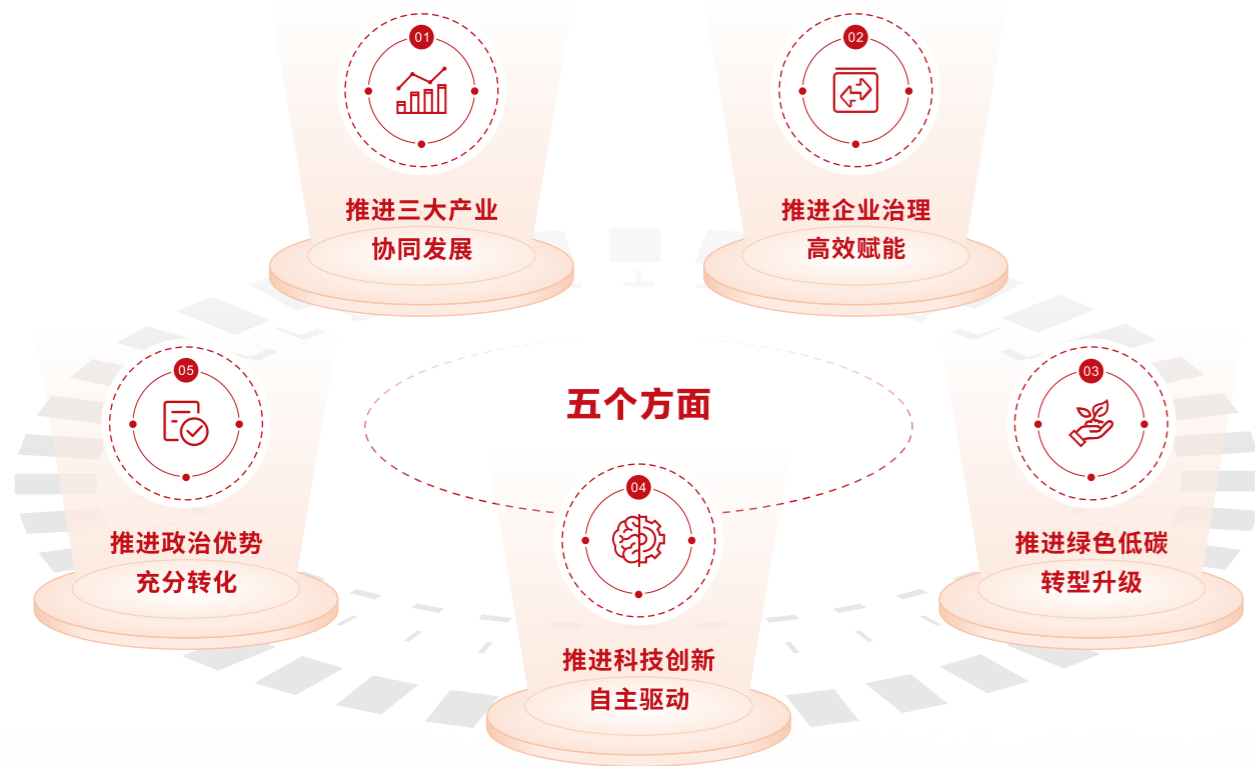 01
推进三大产业
协同发展
02
推进企业治理
高效赋能
五个方面
03
推进绿色低碳
转型升级
04
推进科技创新
自主驱动
05
推进政治优势
充分转化